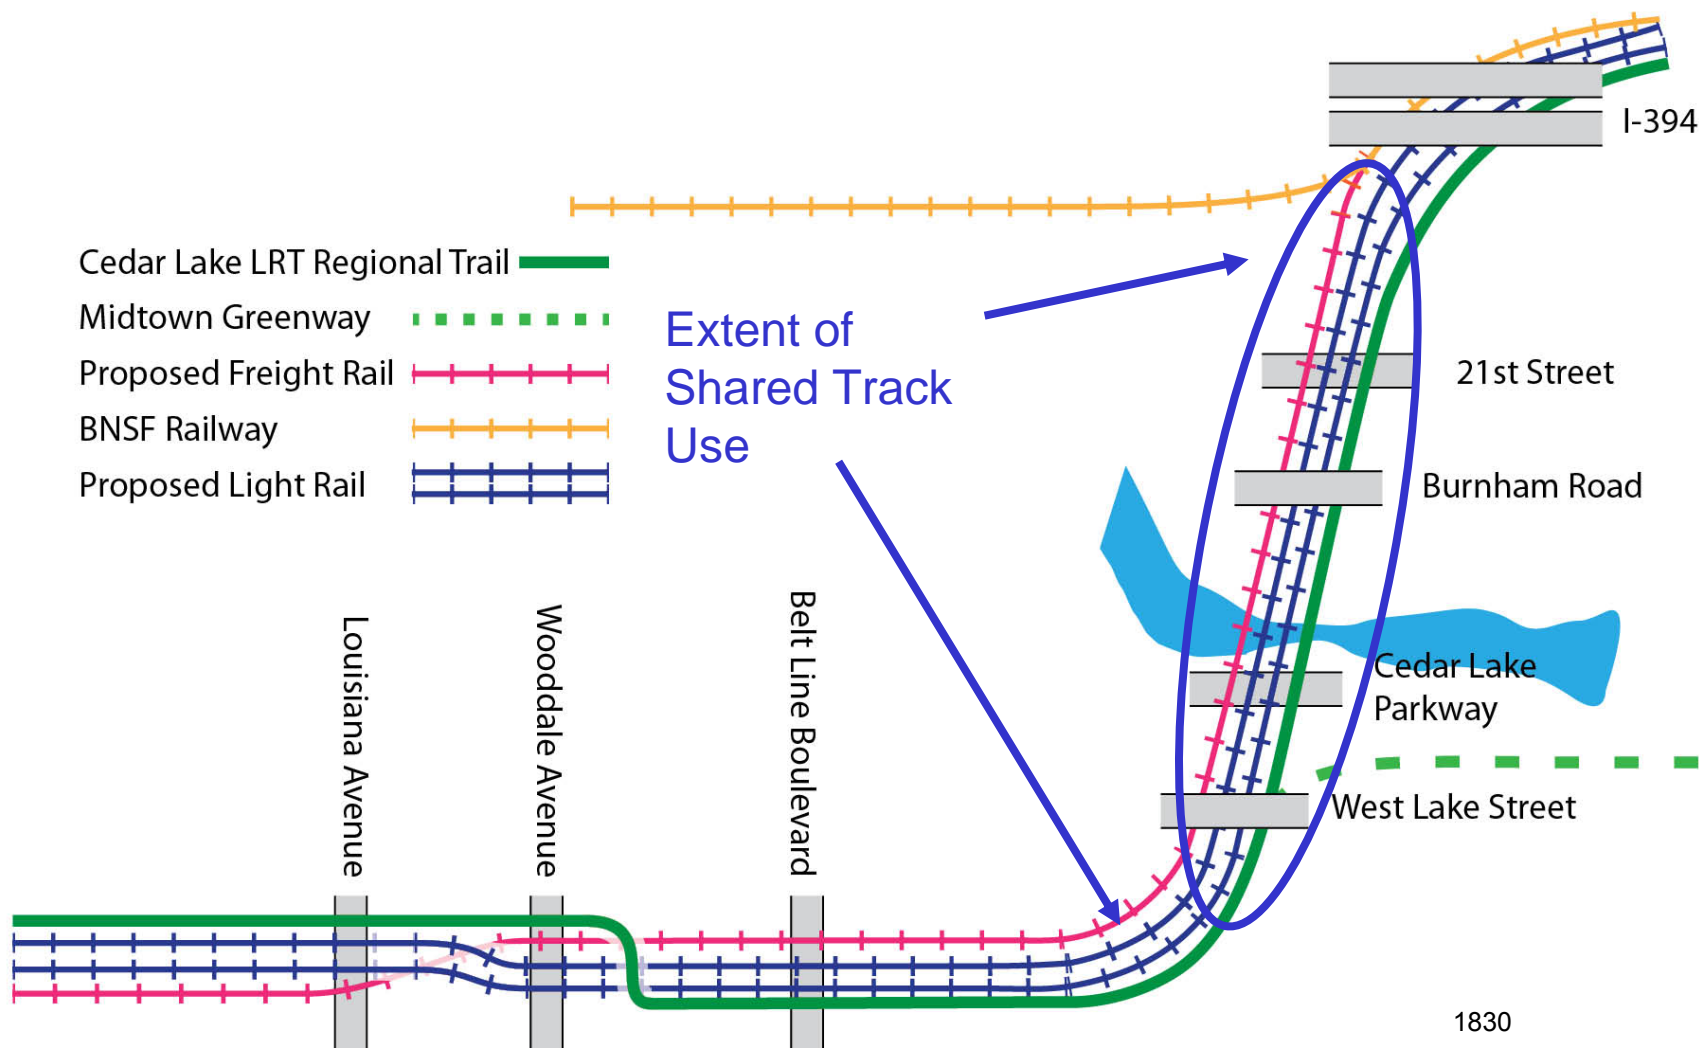 I-394
Cedar Lake LRT Regional Trail
Midtown Greenway
Proposed Freight Rail
BNSF Railway
Proposed Light Rail
Extent of
Shared Track
Use
21st Street
Burnham Road
Cedar Lake
Parkway
West Lake Street
Louisiana Avenue
Wooddale Avenue
Belt Line Boulevard
1830